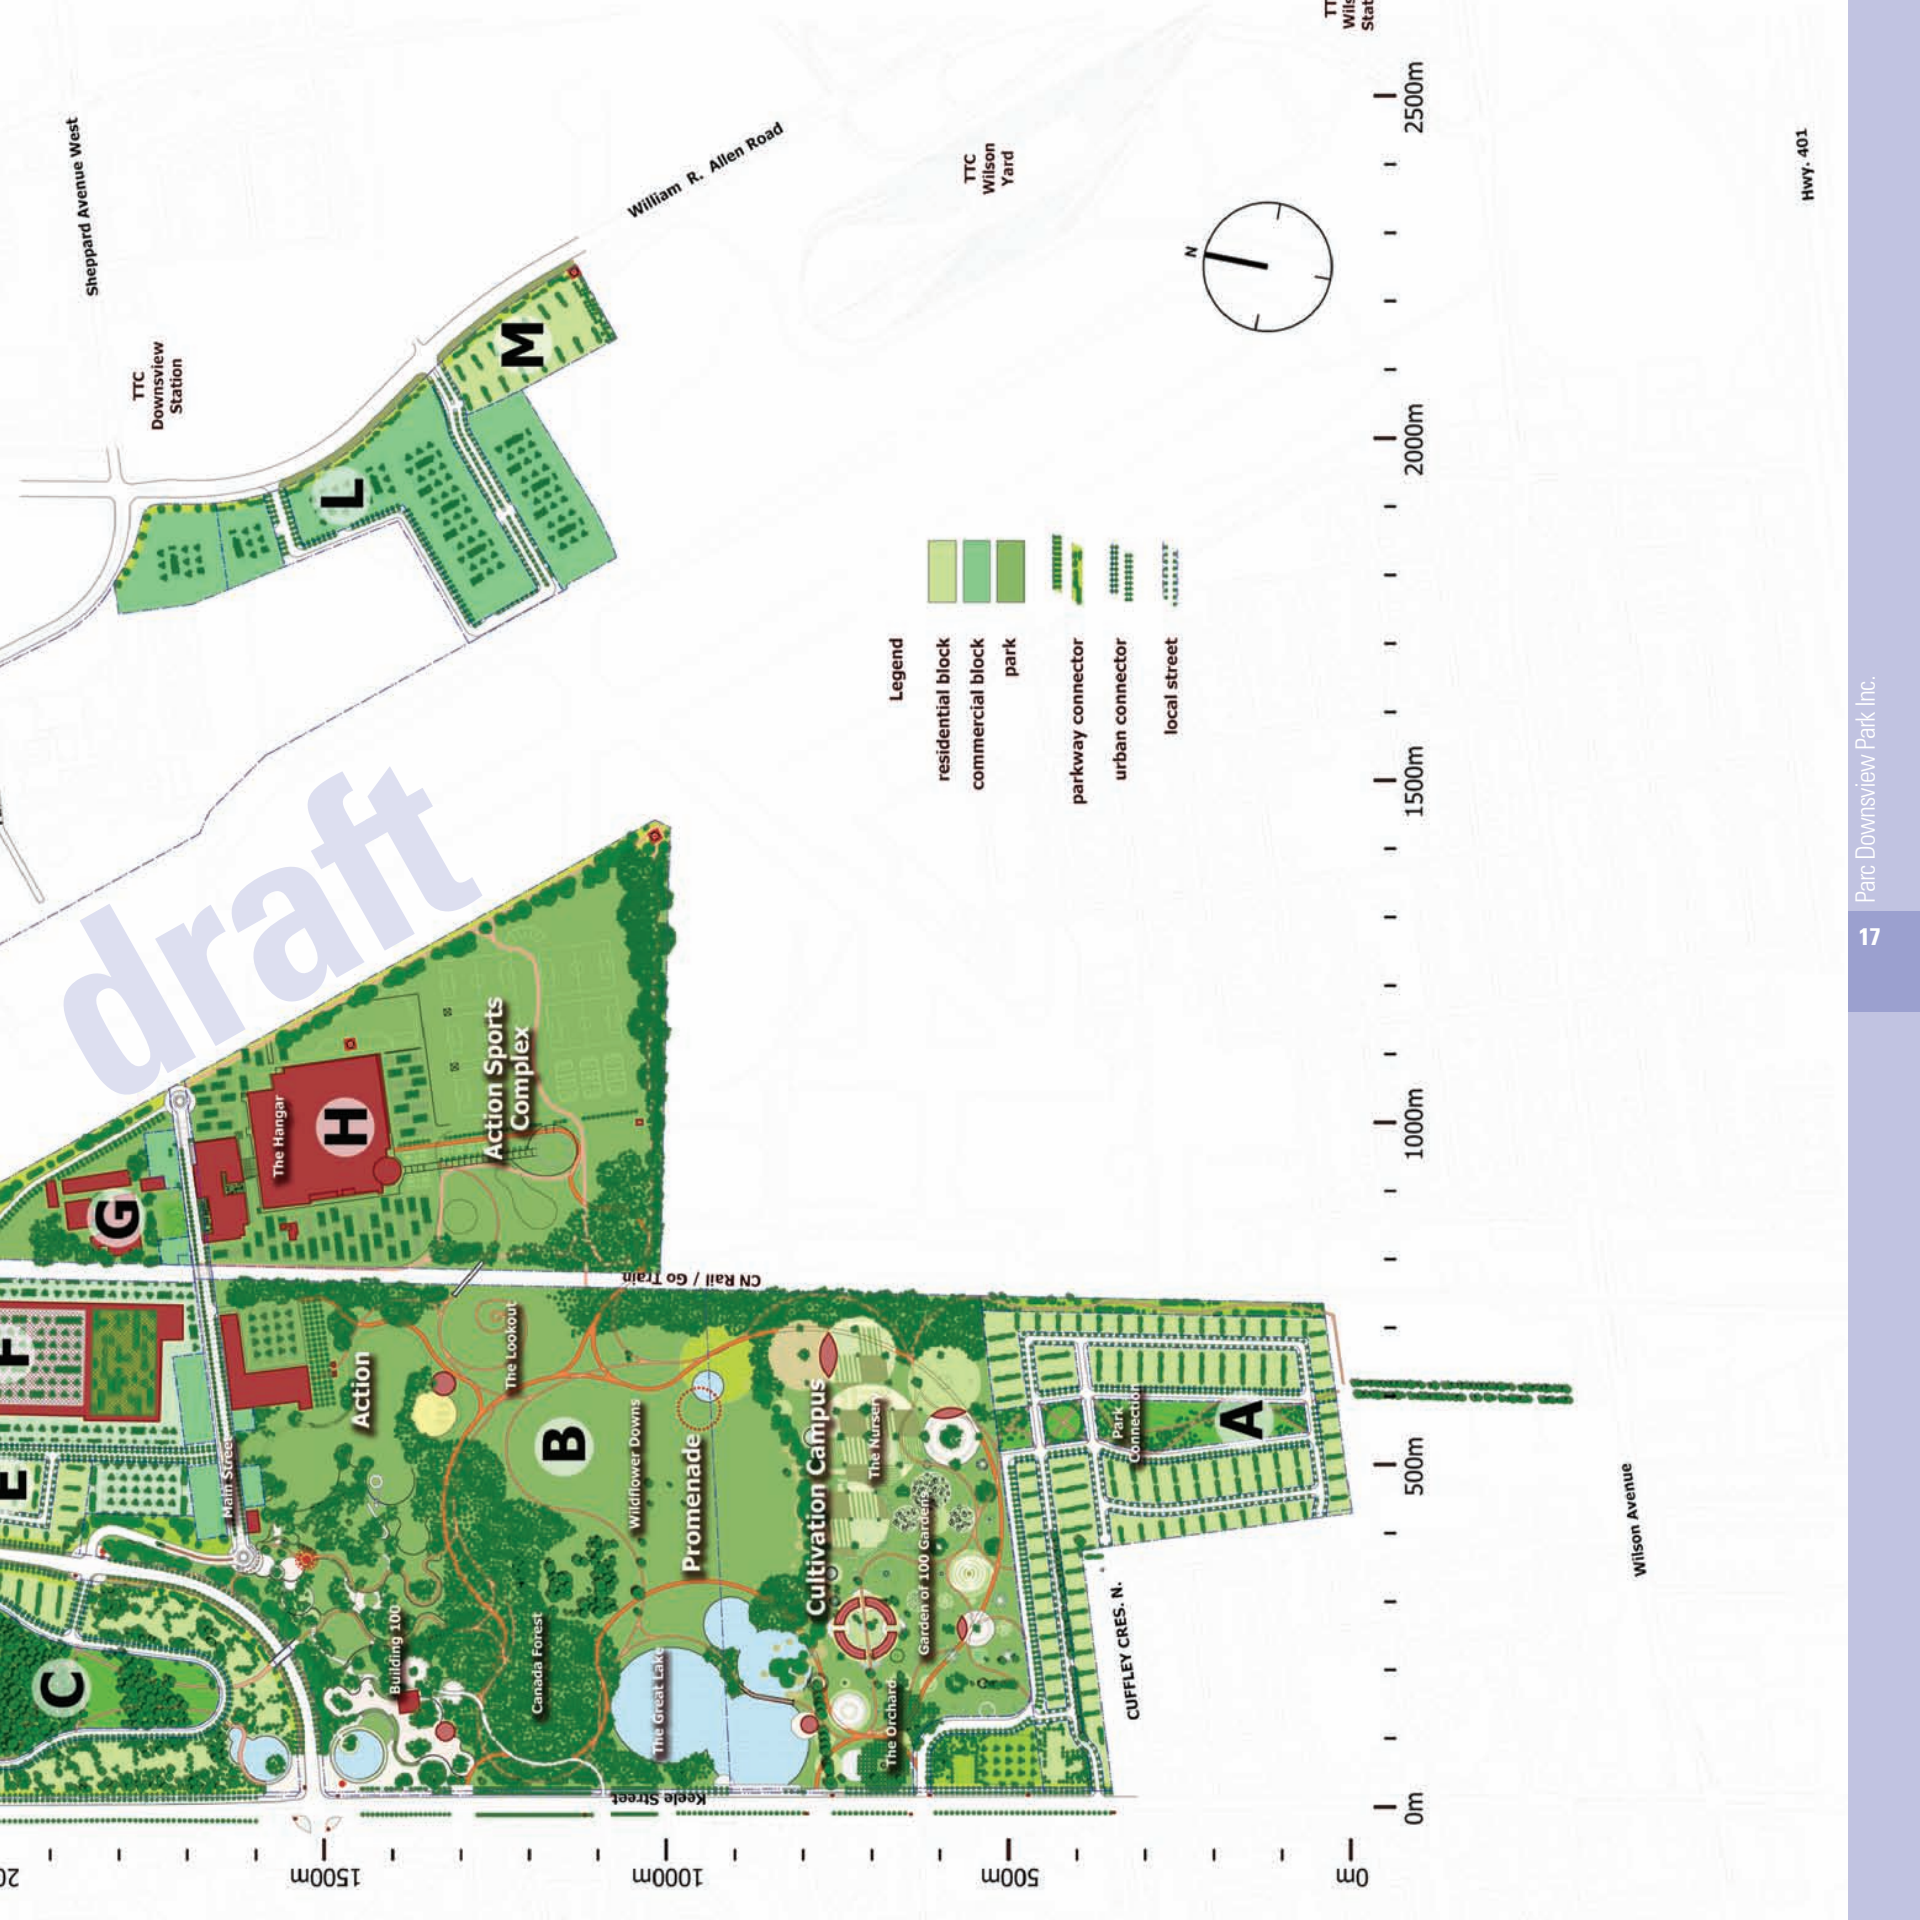 Sheppard Avenue West
TTC
Downsview
Station
William R. Allen Road
TTC
Wilson
Yard
Hwy. 401
N
L
M
Legend
residential block
commercial block
park
parkway connector
urban connector
local street
draft
G
The Hangar
H
Action Sports
Complex
CN Rail / Go Train
F
E
Main Street
C
Action
The Lookout
B
Wildflower Downs
Promenade
Cultivation Campus
The Nursery
Garden of 100 Gardens
Building 100
Canada Forest
The Great Lake
The Orchard
Park
Connection
A
CUFFLEY CRES. N.
Wilson Avenue
Keele Street
2500m
2000m
1500m
1000m
500m
0m
1500m
1000m
500m
0m
Parc Downsview Park Inc.
17